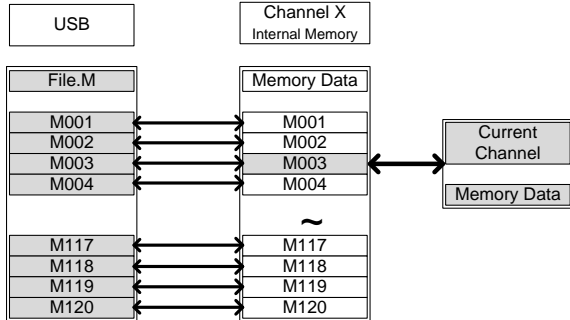 USB
Channel X
Internal Memory
File.M
M001
M002
M003
M004
M117
M118
M119
M120
Memory Data
M001
M002
M003
M004
~
M117
M118
M119
M120
Current
Channel
Memory Data